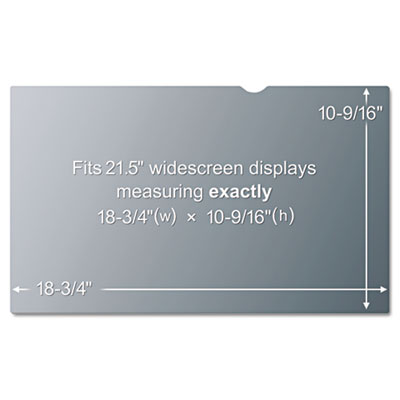 10-9/16"
Fits 21.5" widescreen displays
measuring exactly
18-3/4"(w) × 10-9/16"(h)
18-3/4"